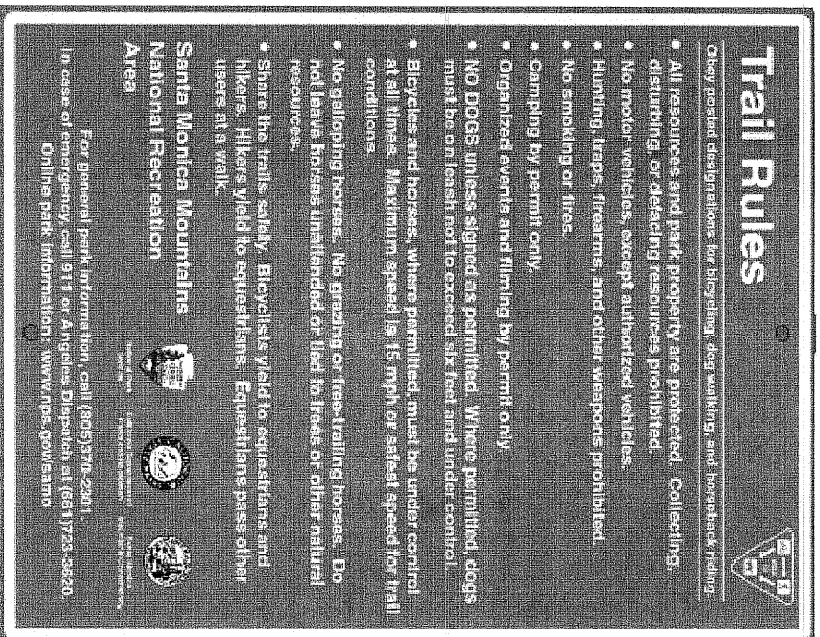 Trail Rules
Obey posted designations for bicycling, dog walking, and horseback riding.
• All resources and park property are protected. Collecting,
disturbing, or defacing resources prohibited.
• No motor vehicles, except authorized vehicles.
• Hunting, traps, firearms, and other weapons prohibited.
• No smoking or fires.
• Camping by permit only.
• Organized events and filming by permit only.
• NO DOGS unless signed as permitted. Where permitted, dogs
must be on leash not to exceed six feet and under control.
• Bicycles and horses, where permitted, must be under control
at all times. Maximum speed is 15 mph or safest speed for trail
conditions.
• No galloping horses. No grazing or free-trailing horses. Do
not leave horses unattended or tied to trees or other natural
resources.
• Share the trails safely. Bicyclists yield to equestrians and
hikers. Hikers yield to equestrians. Equestrians pass other
users at a walk.
Santa Monica Mountains
National Recreation
Area
For general park information, call (805)370-2301.
In case of emergency, call 911 or Angeles Dispatch at (661)723-3620.
Online park information: www.nps.gov/samo